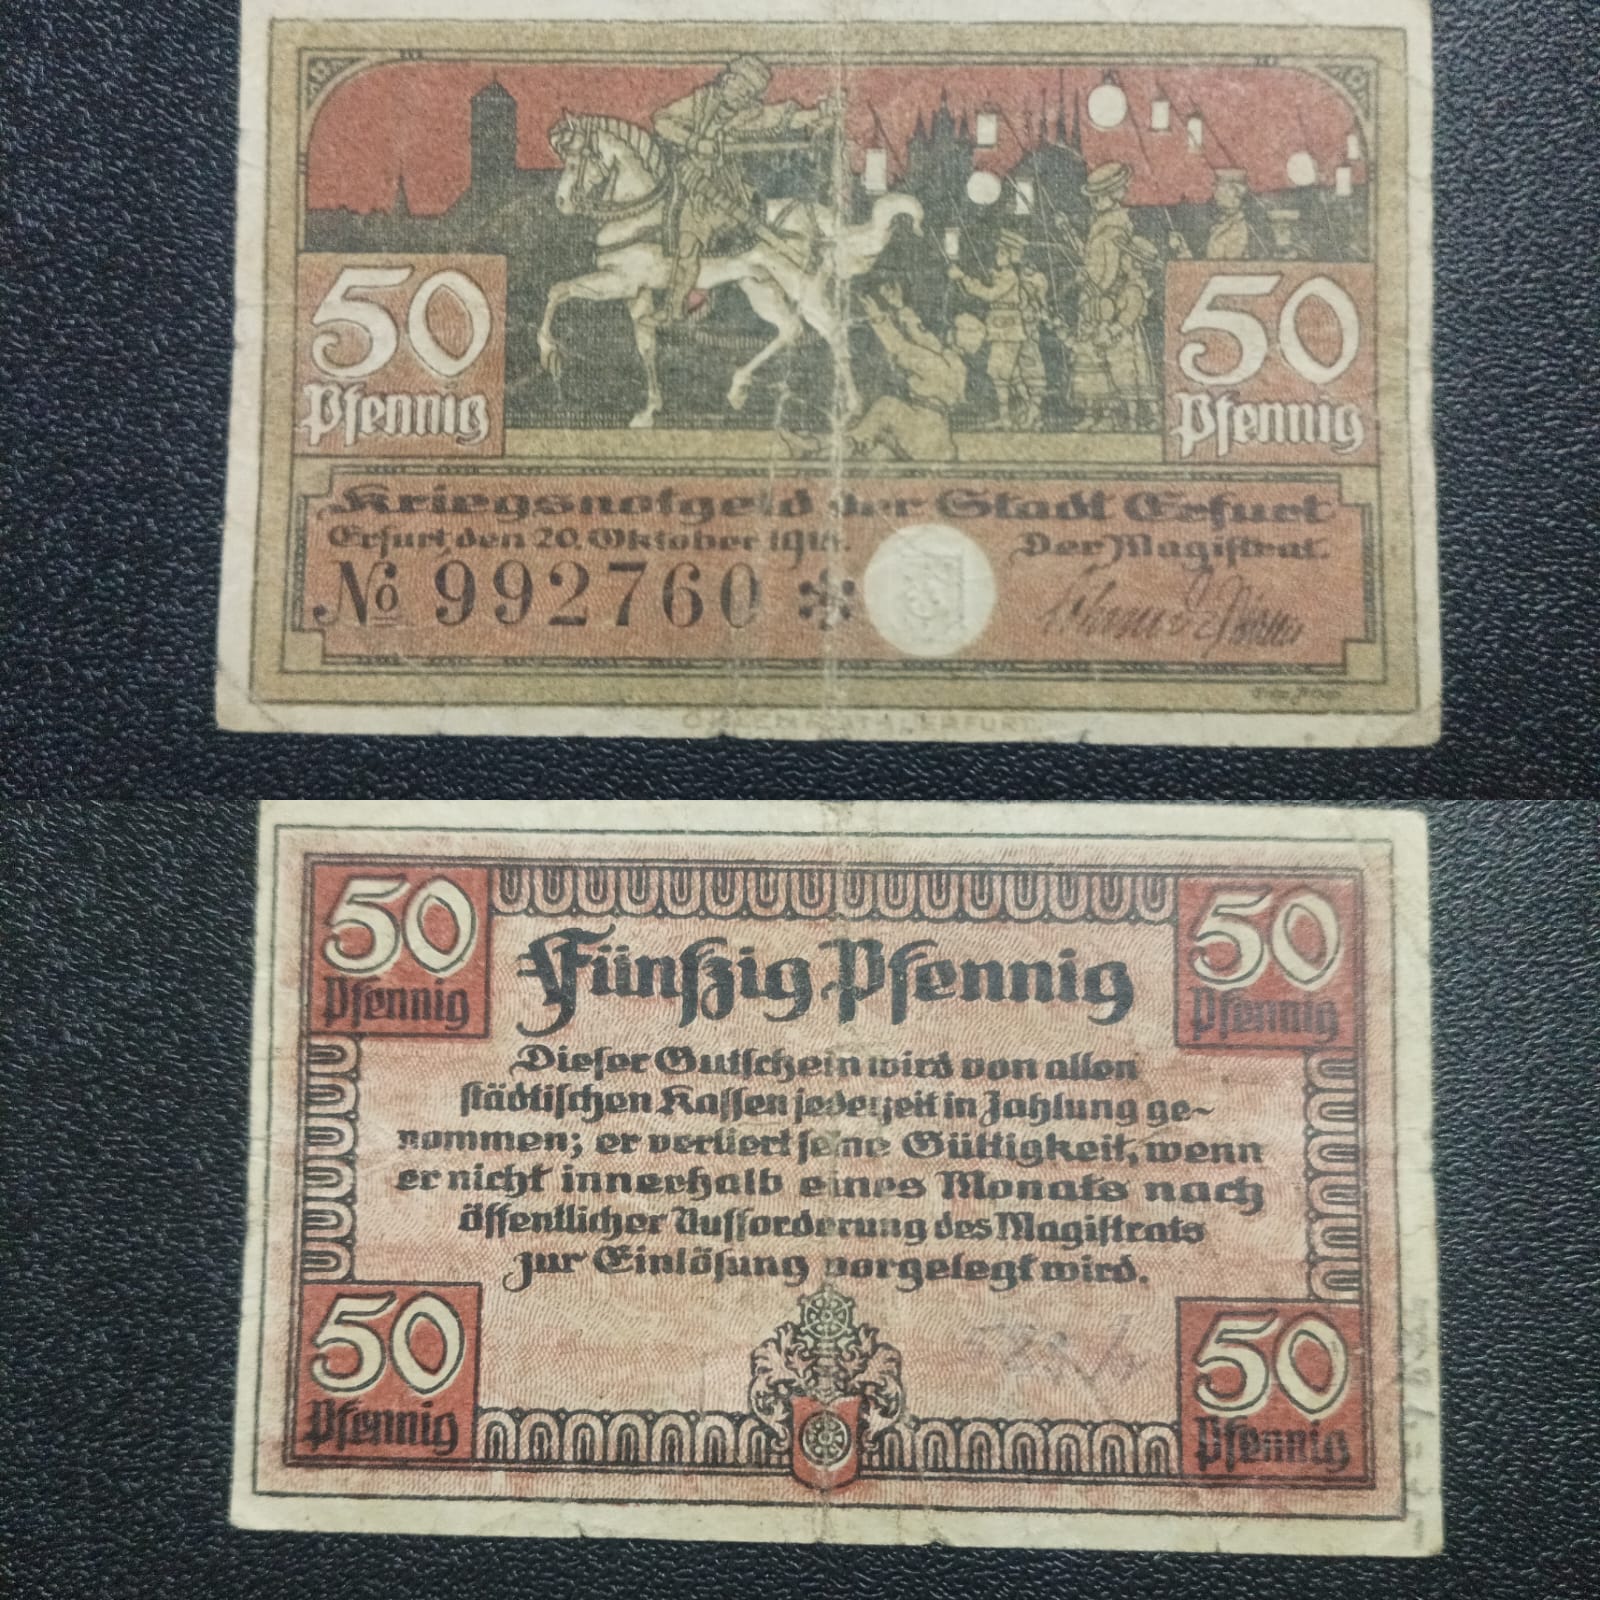 50
Pfennig
50
Pfennig
Kriegsnotgeld der Stadt Erfurt
Erfurt, den 20. Oktober 191
Der Magistrat.
No 992760 *
ERFURT
50
Pfennig
50
Pfennig
Fünfzig Pfennig
Dieser Gutschein wird von allen
städtischen Kassen jederzeit in Zahlung ge-
nommen; er verliert seine Gültigkeit, wenn
er nicht innerhalb eines Monats nach
öffentlicher Aufforderung des Magistrats
zur Einlösung vorgelegt wird.
50
Pfennig
50
Pfennig